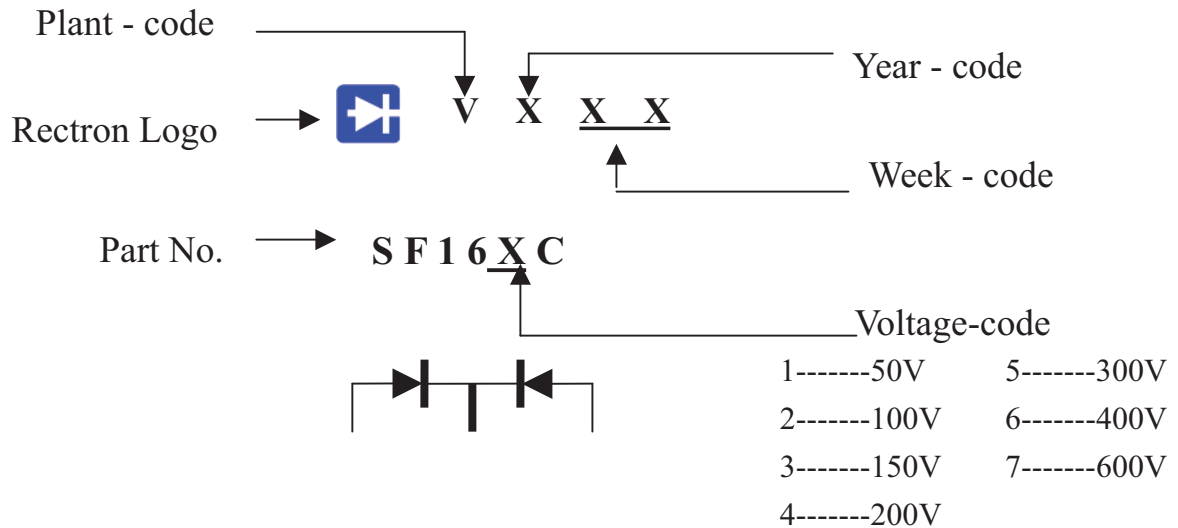 Plant - code
Year - code
V X X X
Rectron Logo
Week - code
Part No.
S F 1 6 X C
Voltage-code
1-------50V 5-------300V
2-------100V 6-------400V
3-------150V 7-------600V
4-------200V